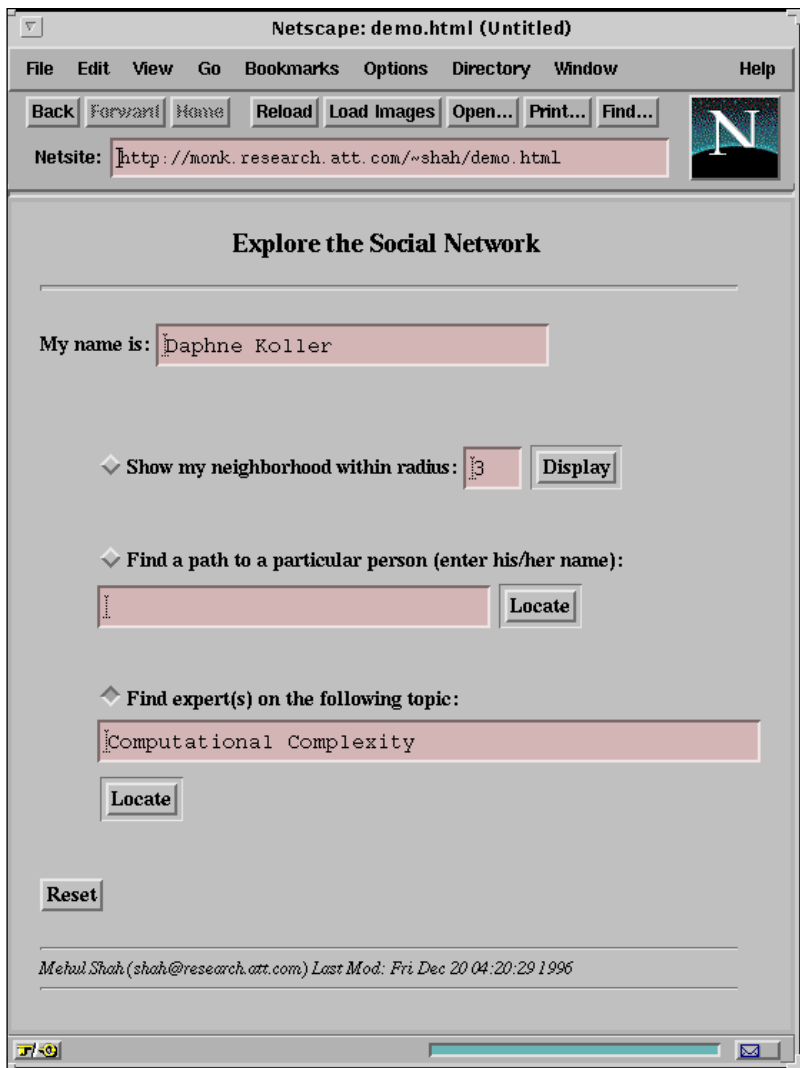 Netscape: demo.html (Untitled)
File Edit View Go Bookmarks Options Directory Window Help
Back Forward Home Reload Load Images Open... Print... Find...
N
Netsite: http://monk.research.att.com/~shah/demo.html
Explore the Social Network
My name is: Daphne Koller
Show my neighborhood within radius: 3 Display
Find a path to a particular person (enter his/her name):
Locate
Find expert(s) on the following topic:
Computational Complexity
Locate
Reset
Mehul Shah (shah@research.att.com) Last Mod: Fri Dec 20 04:20:29 1996